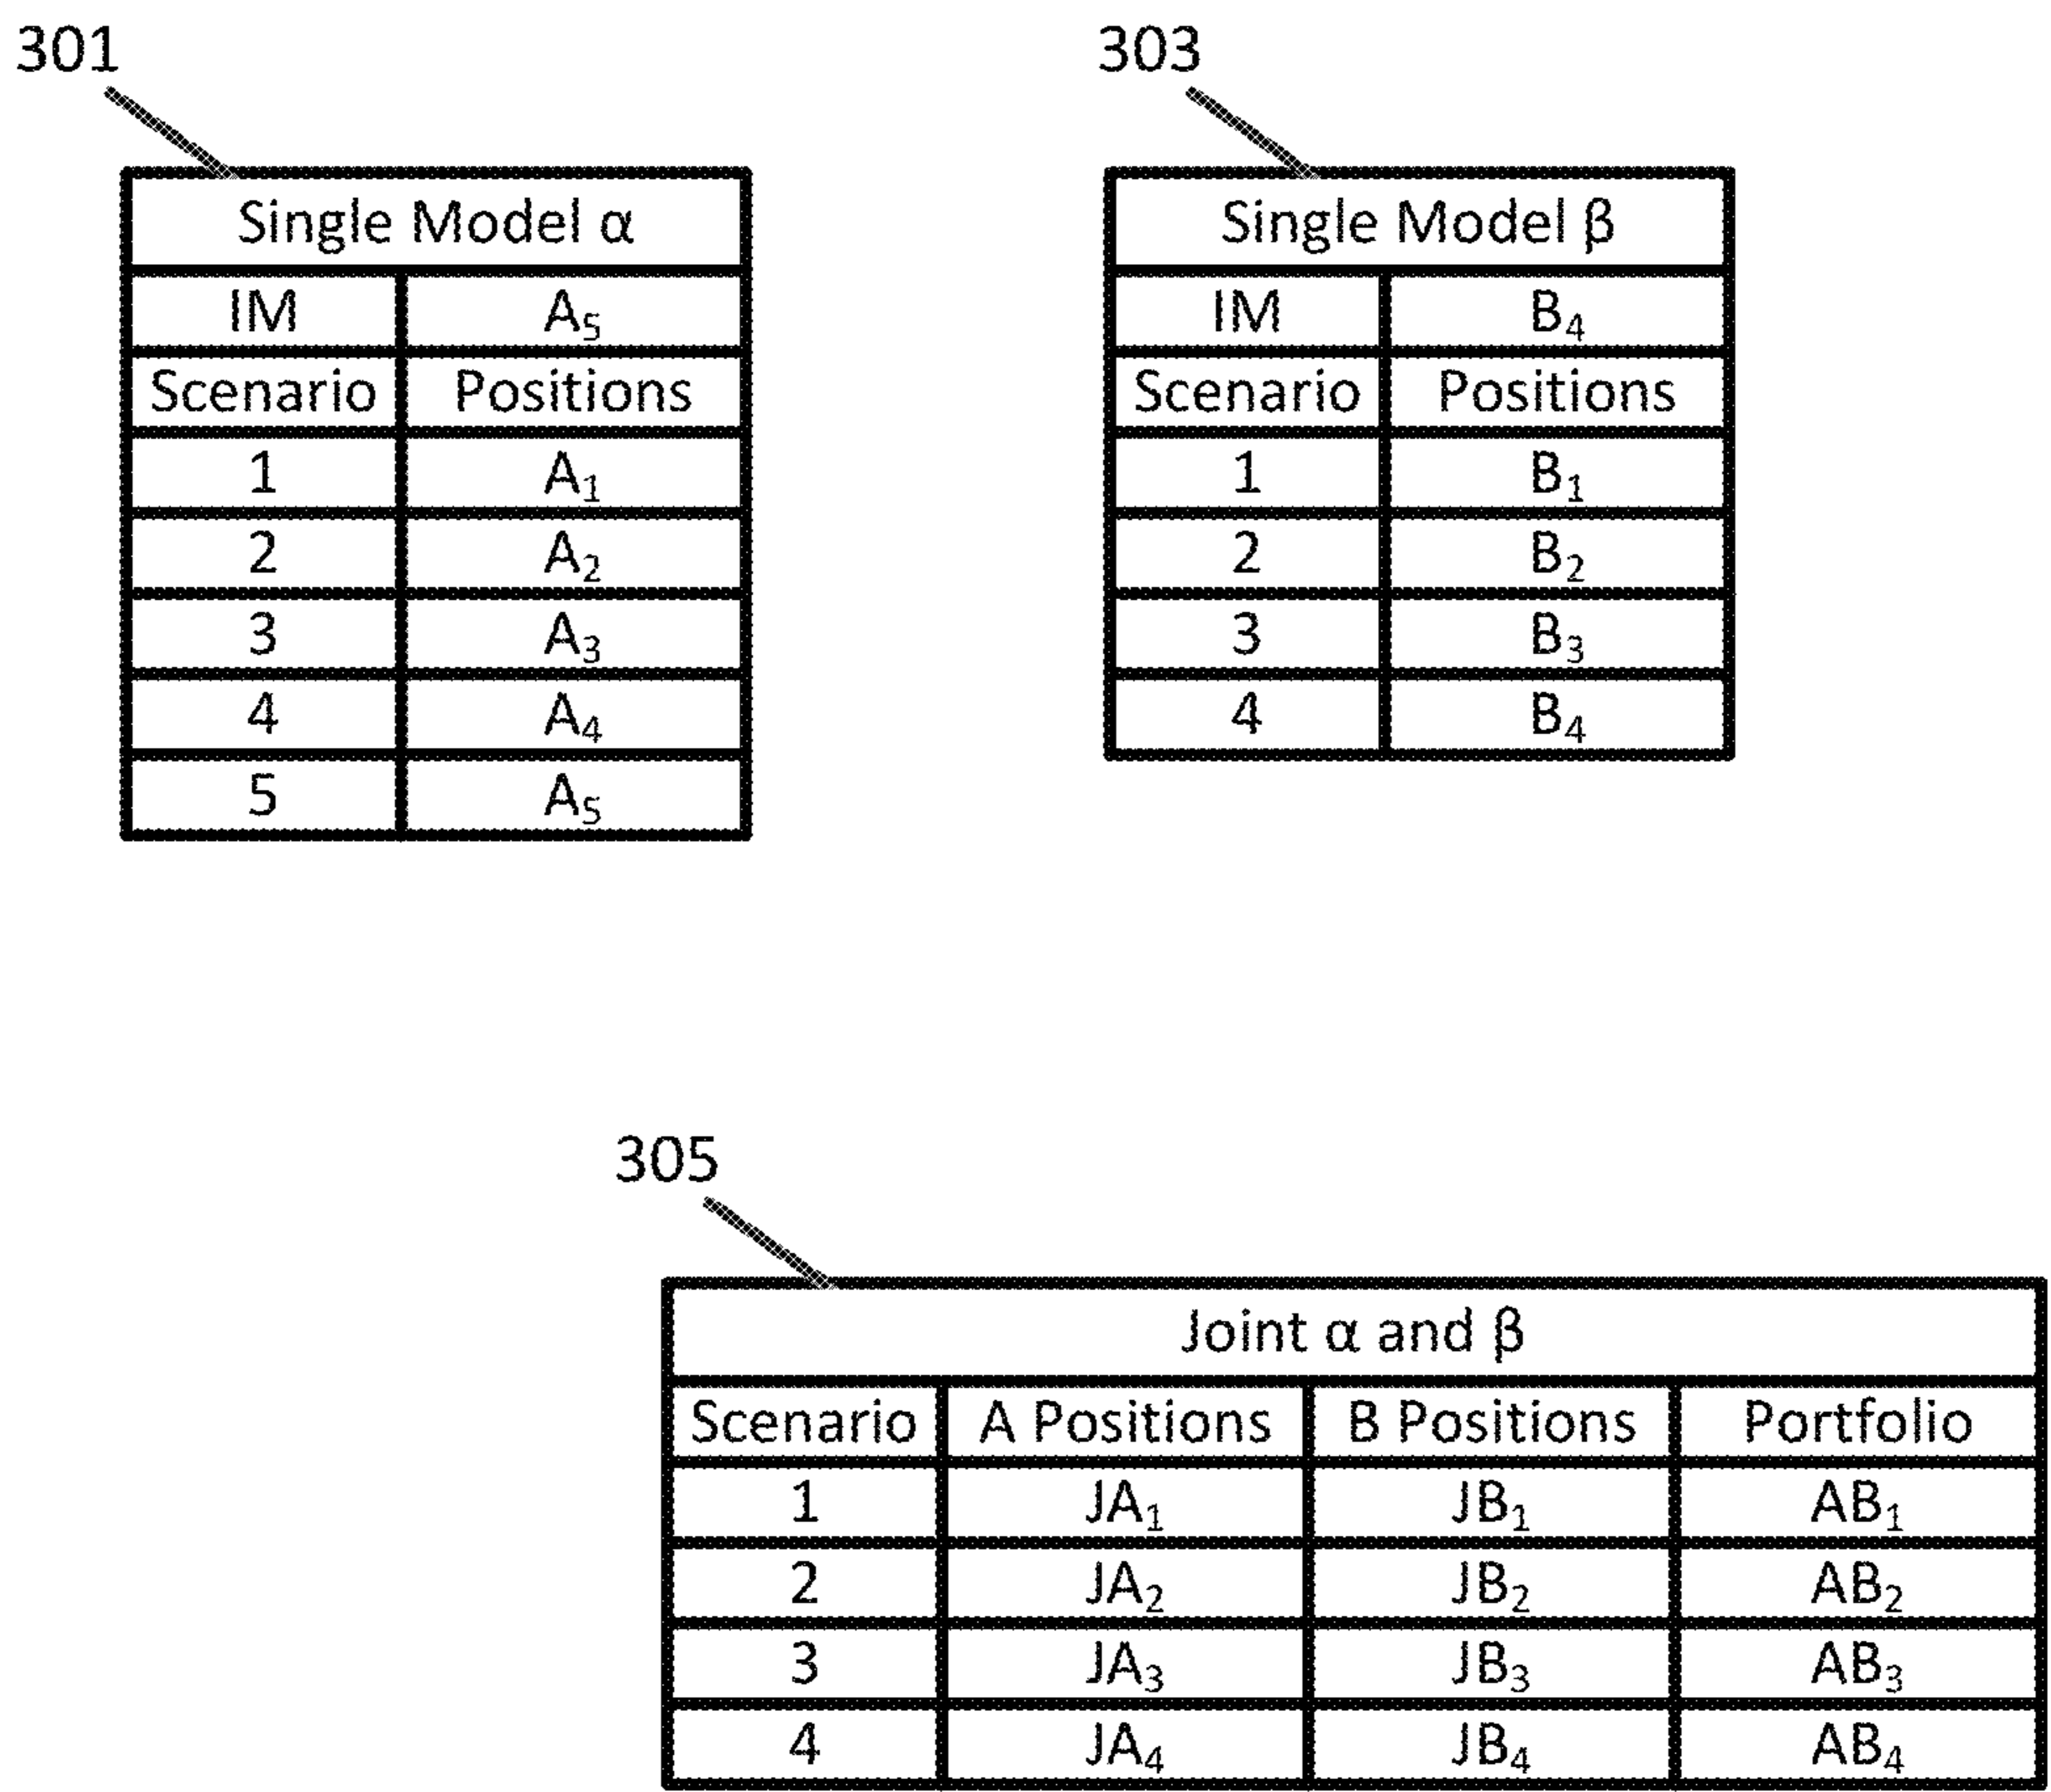 301
Single Model α
IM A₅
Scenario Positions
1 A₁
2 A₂
3 A₃
4 A₄
5 A₅
303
Single Model β
IM B₄
Scenario Positions
1 B₁
2 B₂
3 B₃
4 B₄
305
Joint α and β
Scenario A Positions B Positions Portfolio
1 JA₁ JB₁ AB₁
2 JA₂ JB₂ AB₂
3 JA₃ JB₃ AB₃
4 JA₄ JB₄ AB₄